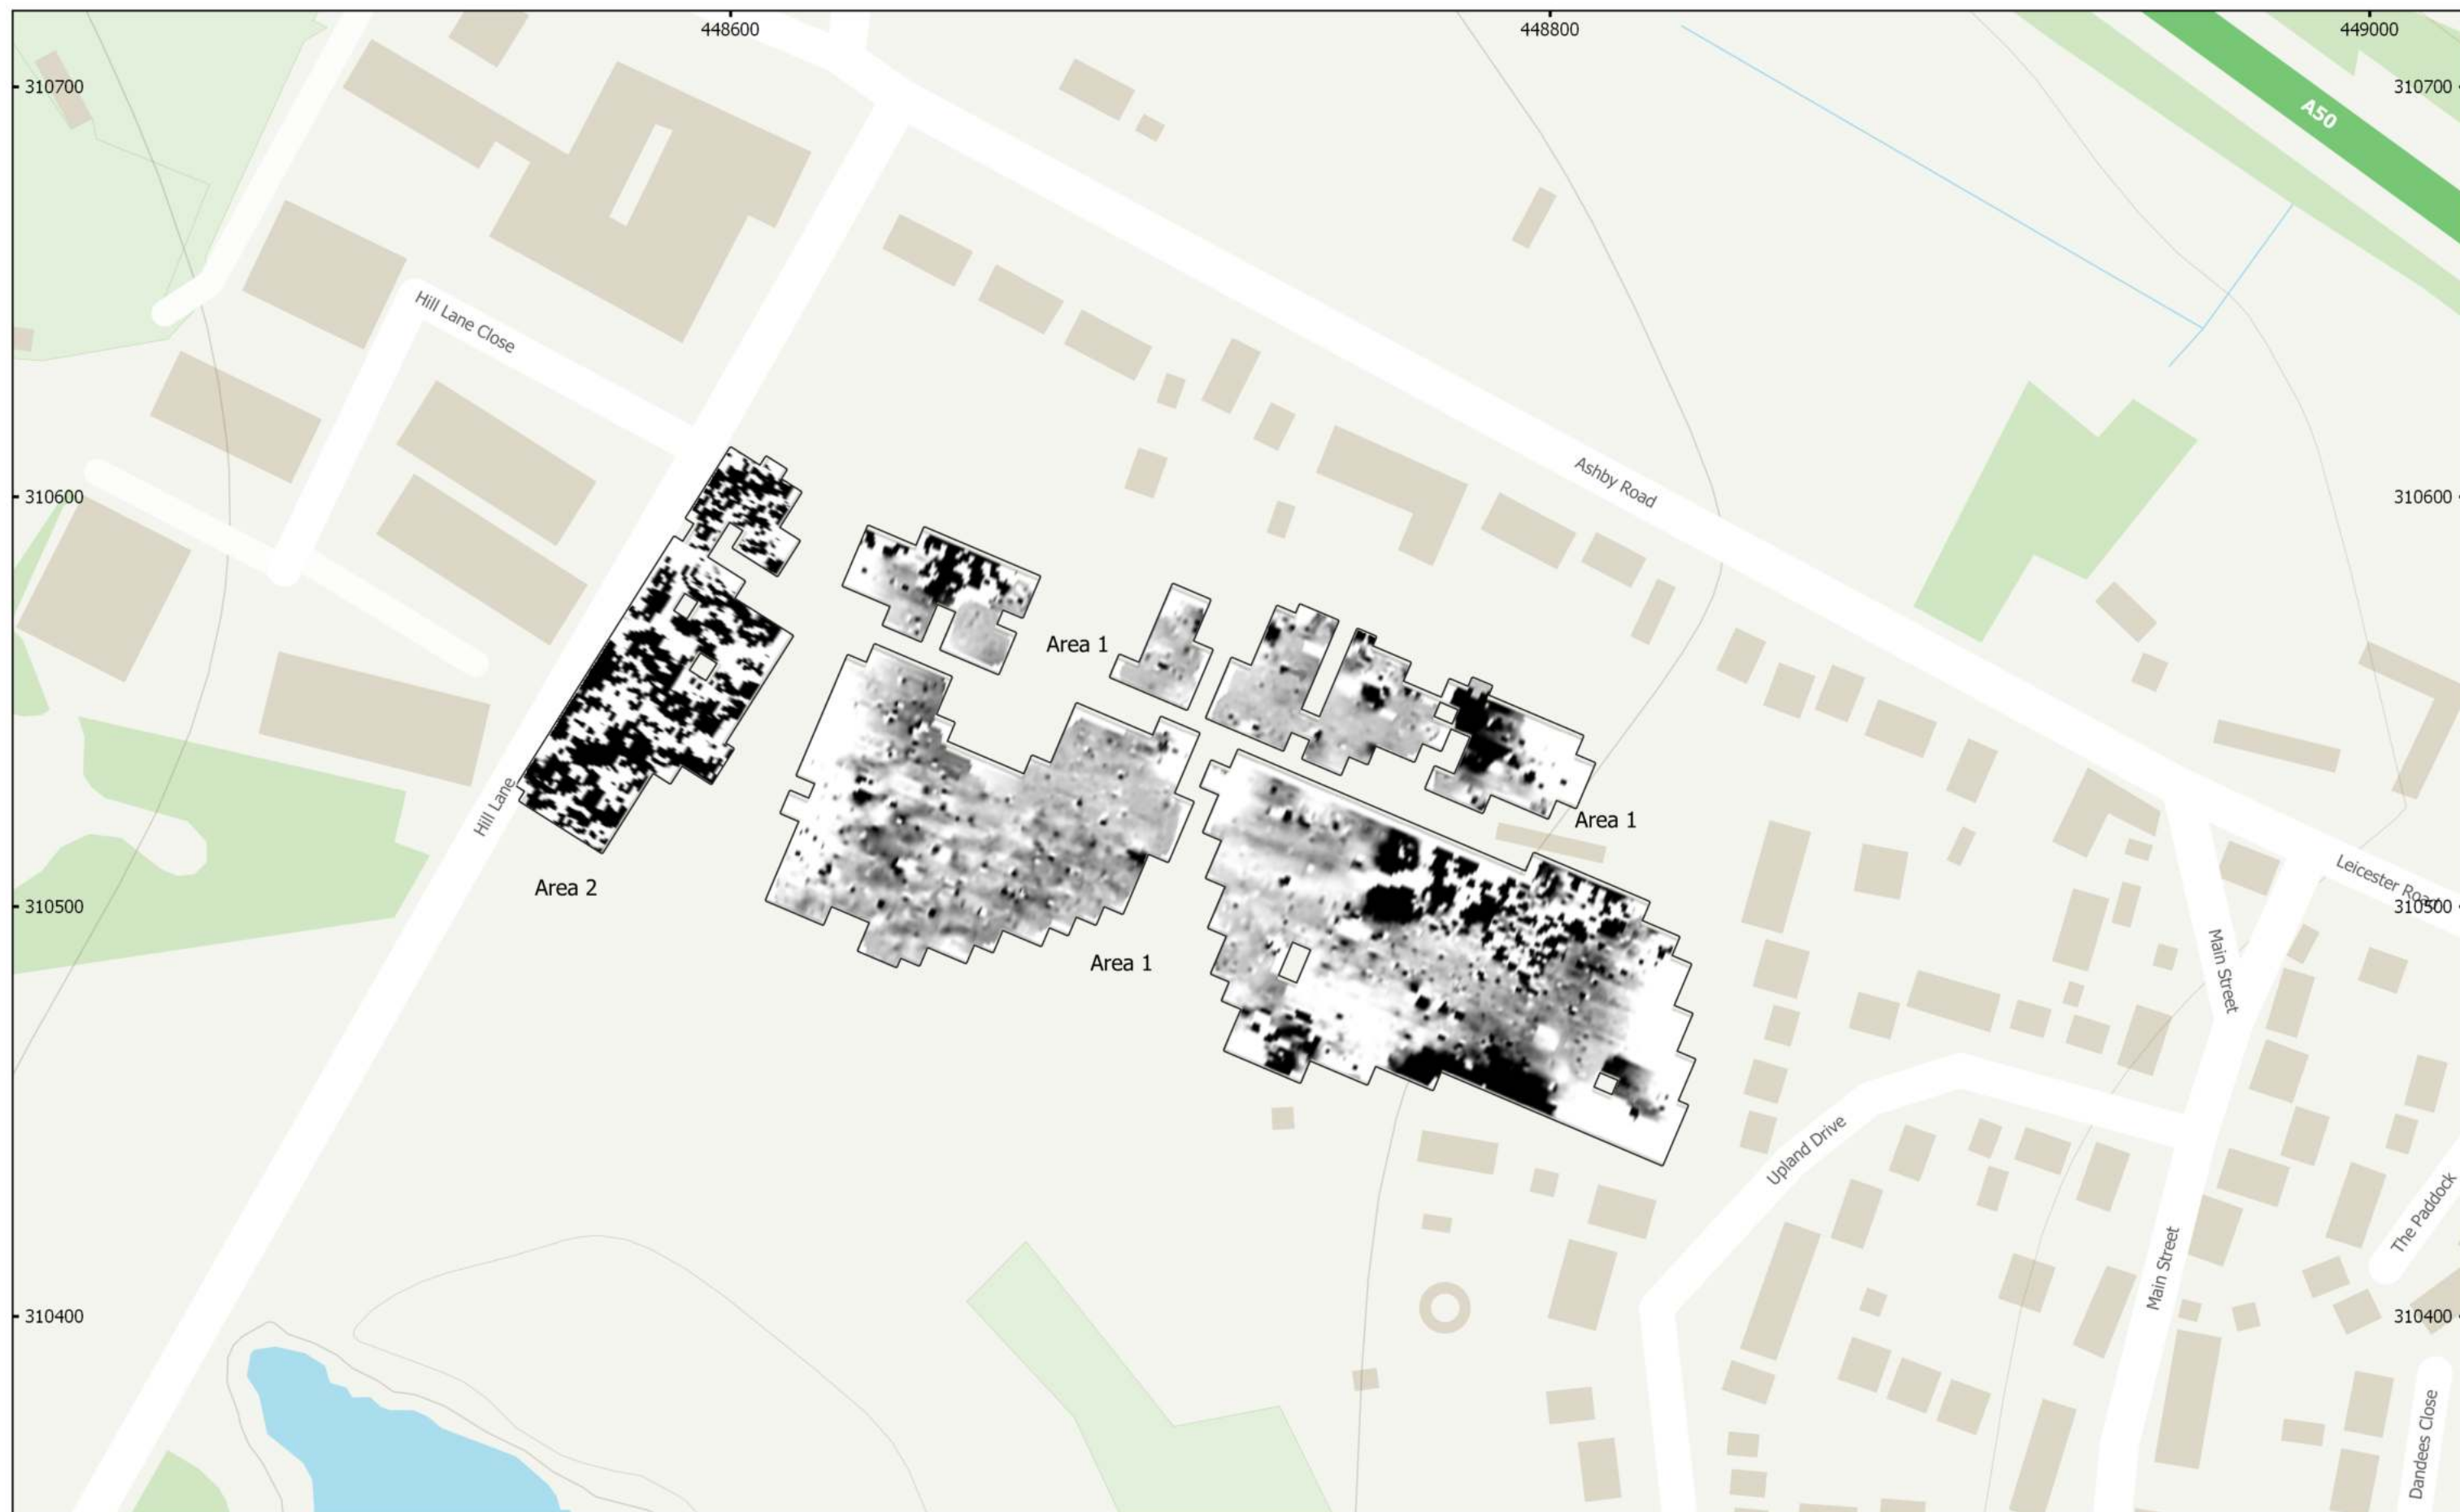 448600
448800
449000
310700
310700
A50
Hill Lane Close
Ashby Road
310600
310600
Area 1
Area 1
Hill Lane
Leicester Road
Area 2
310500
310500
Main Street
Area 1
Upland Drive
The Paddock
Main Street
310400
310400
Dandees Close